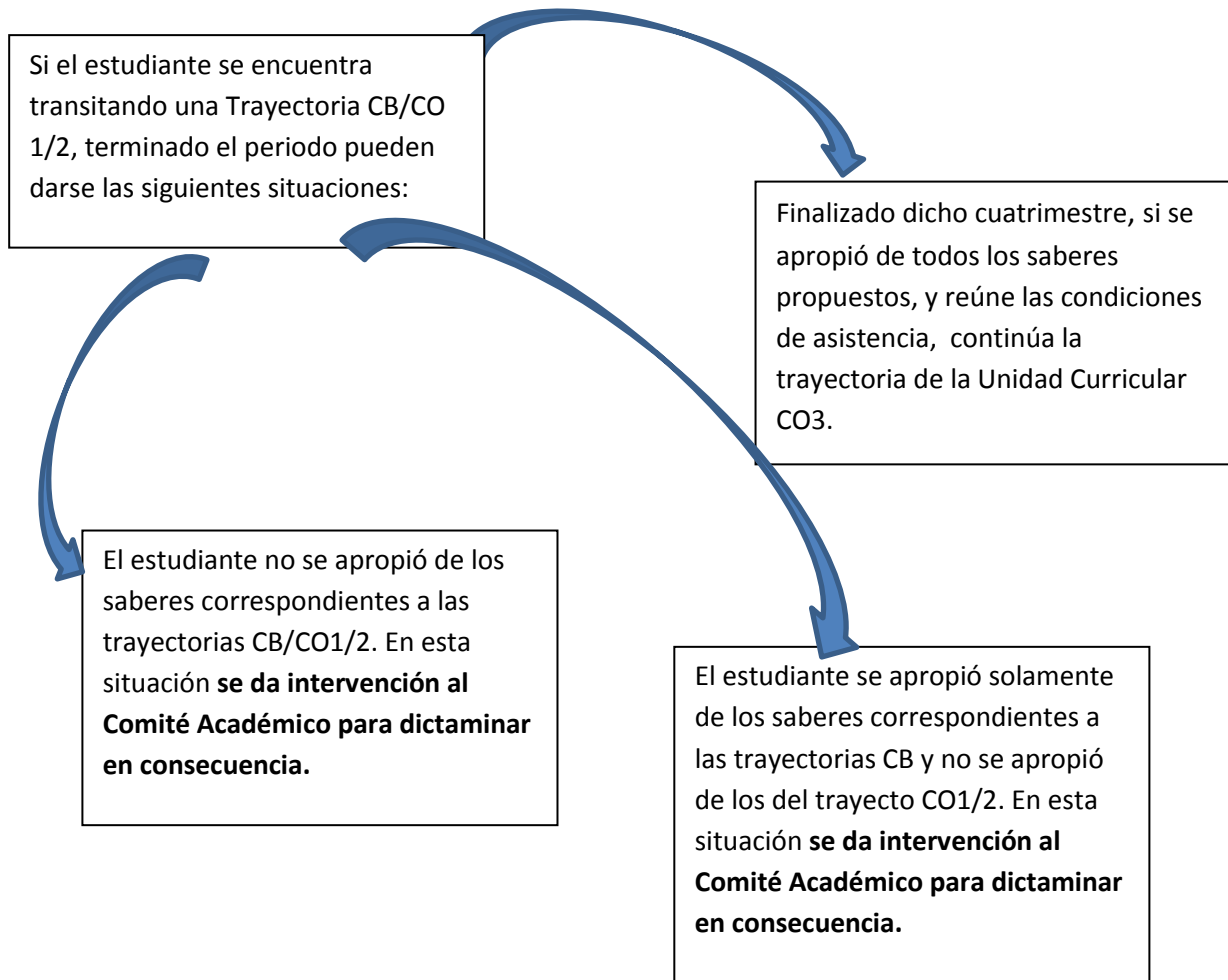 Si el estudiante se encuentra
transitando una Trayectoria CB/CO
1/2, terminado el periodo pueden
darse las siguientes situaciones:
Finalizado dicho cuatrimestre, si se
apropió de todos los saberes
propuestos, y reúne las condiciones
de asistencia,  continúa la
trayectoria de la Unidad Curricular
CO3.
El estudiante no se apropió de los
saberes correspondientes a las
trayectorias CB/CO1/2. En esta
situación se da intervención al
Comité Académico para dictaminar
en consecuencia.
El estudiante se apropió solamente
de los saberes correspondientes a
las trayectorias CB y no se apropió
de los del trayecto CO1/2. En esta
situación se da intervención al
Comité Académico para dictaminar
en consecuencia.